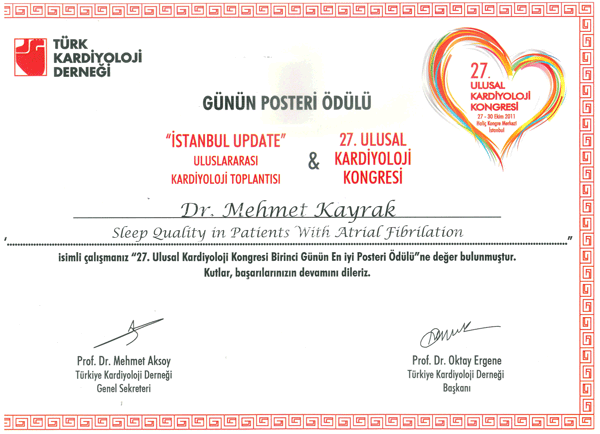 TÜRK
KARDİYOLOJİ
DERNEĞİ
27.
ULUSAL
KARDİYOLOJİ
KONGRESİ
27 - 30 Ekim 2011
Haliç Kongre Merkezi
İstanbul
GÜNÜN POSTERİ ÖDÜLÜ
“İSTANBUL UPDATE”
ULUSLARARASI
KARDİYOLOJİ TOPLANTISI
&
27. ULUSAL
KARDİYOLOJİ
KONGRESİ
Dr. Mehmet Kayrak
Sleep Quality in Patients With Atrial Fibrilation
isimli çalışmanız “27. Ulusal Kardiyoloji Kongresi Birinci Günün En iyi Posteri Ödülü”ne değer bulunmuştur.
Kutlar, başarılarınızın devamını dileriz.
Prof. Dr. Mehmet Aksoy
Türkiye Kardiyoloji Derneği
Genel Sekreteri
Prof. Dr. Oktay Ergene
Türkiye Kardiyoloji Derneği
Başkanı